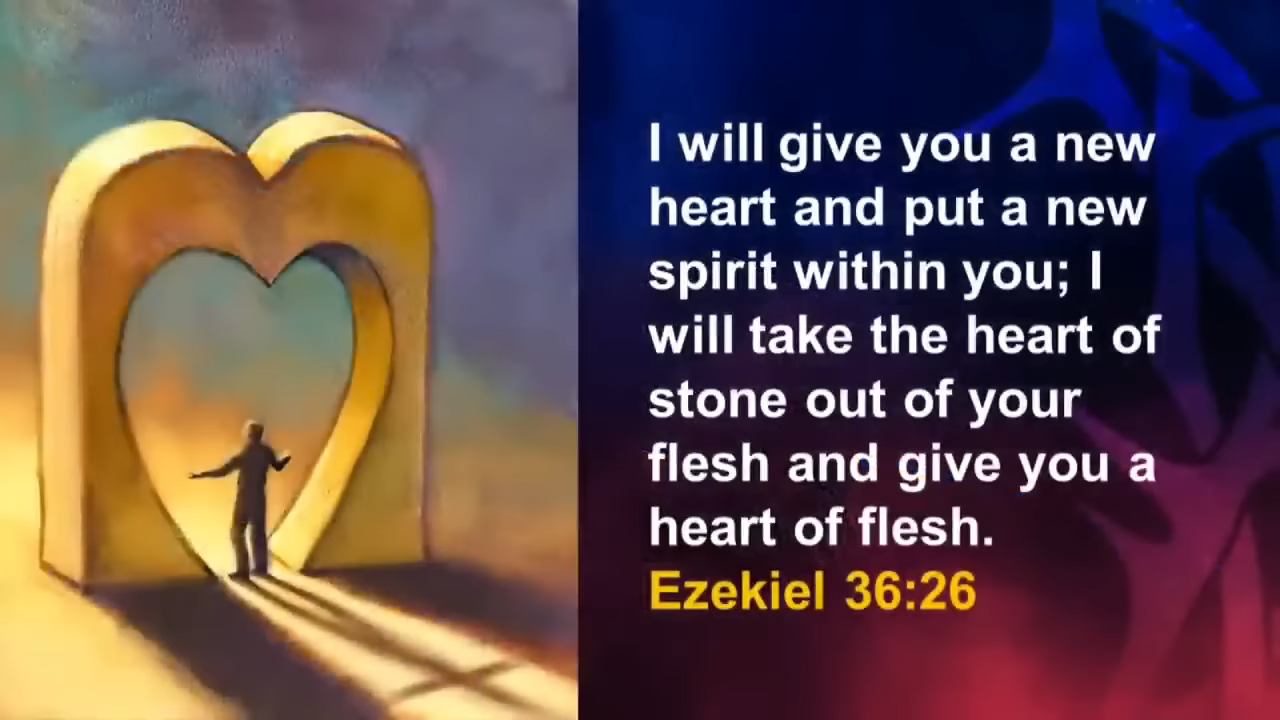 I will give you a new
heart and put a new
spirit within you; I
will take the heart of
stone out of your
flesh and give you a
heart of flesh.
Ezekiel 36:26